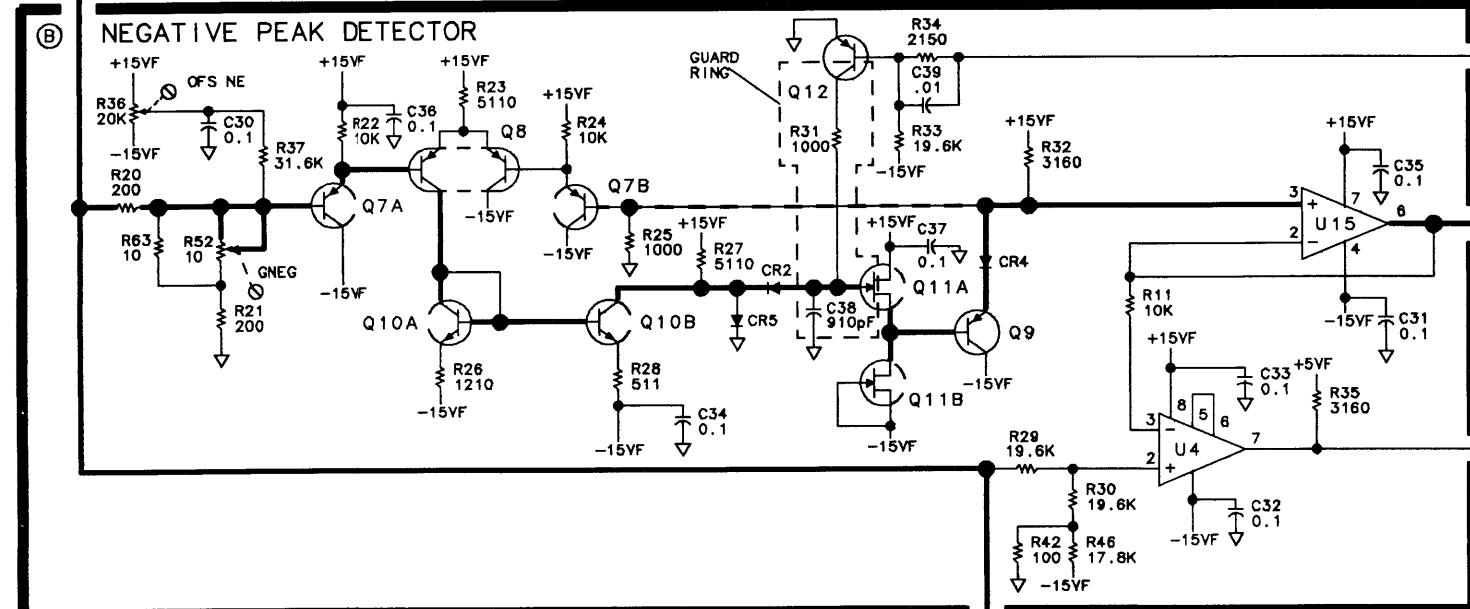 B NEGATIVE PEAK DETECTOR
+15VF
OFS NE
R36
20K
-15VF
C30
0.1
R37
31.6K
R20
200
R63
10
R52
10
GNEG
R21
200
+15VF
R22
10K
C36
0.1
Q7A
-15VF
+15VF
R23
5110
Q8
-15VF
+15VF
R24
10K
Q7B
-15VF
R25
1000
Q10A
R26
1210
-15VF
Q10B
R28
511
C34
0.1
-15VF
+15VF
R27
5110
CR5
CR2
C38
910pF
GUARD
RING
Q12
R31
1000
R34
2150
C39
.01
R33
19.6K
-15VF
+15VF
C37
0.1
Q11A
Q11B
-15VF
CR4
Q9
-15VF
+15VF
R32
3160
+15VF
C35
0.1
3
+
7
U15
6
2
-
4
-15VF
C31
0.1
R11
10K
+15VF
C33
0.1
8
5
6
3
-
U4
7
2
+
+5VF
R35
3160
-15VF
C32
0.1
R29
19.6K
R30
19.6K
R42
100
R46
17.8K
-15VF